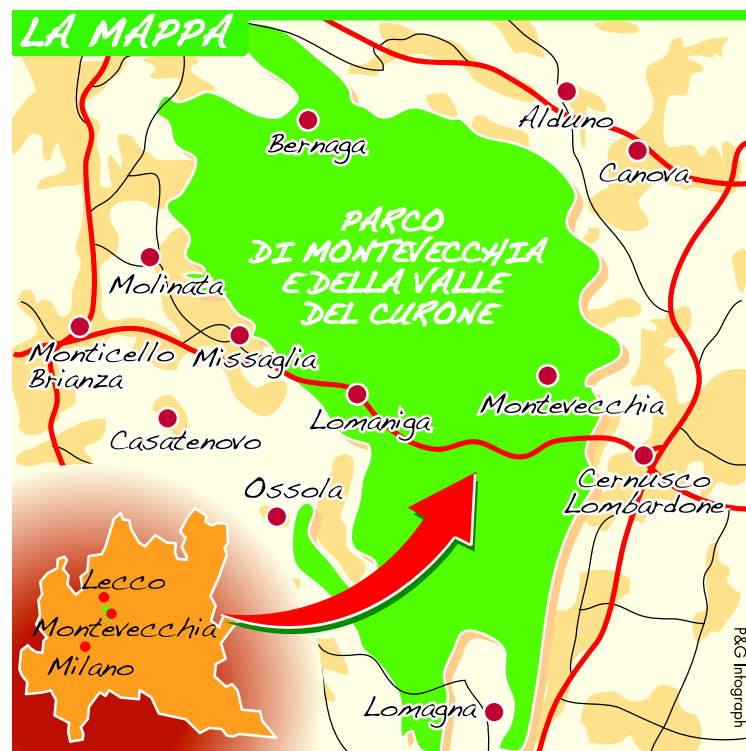 LA MAPPA
Alduno
Bernaga
Canova
PARCO
DI MONTEVECCHIA
E DELLA VALLE
DEL CURONE
Molinata
Monticello
Brianza
Missaglia
Montevecchia
Lomaniga
Casatenovo
Cernusco
Lombardone
Ossola
Lecco
Montevecchia
Milano
Lomagna
P&G Infograph